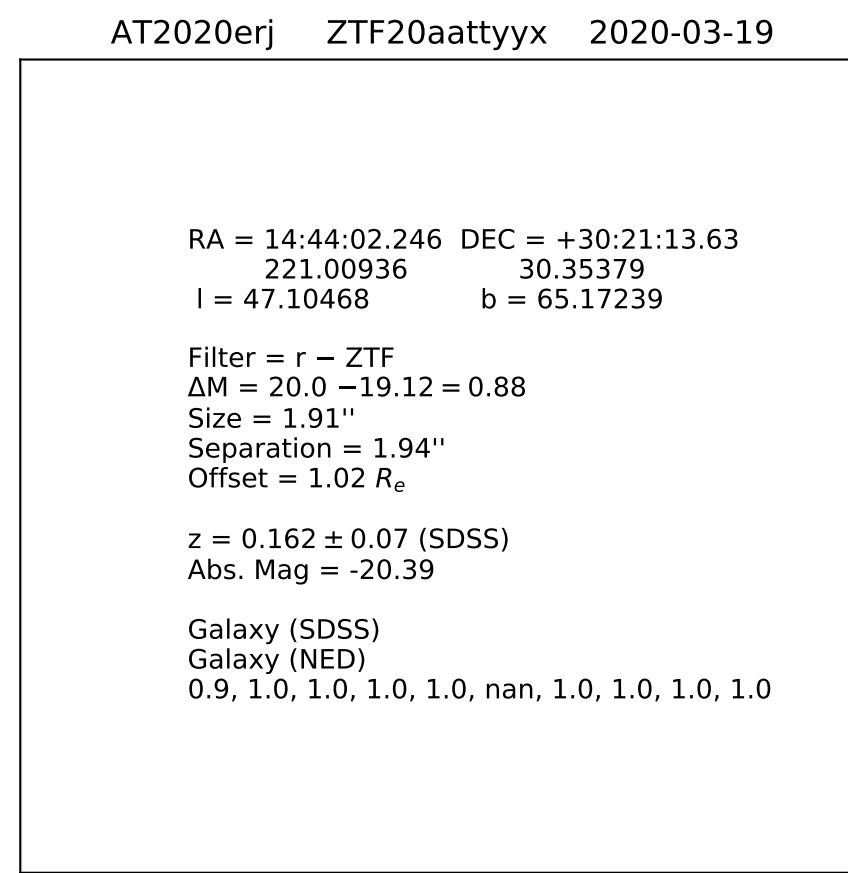 AT2020erj ZTF20aattyyx 2020-03-19
RA = 14:44:02.246 DEC = +30:21:13.63
221.00936 30.35379
l = 47.10468 b = 65.17239
Filter = r − ZTF
ΔM = 20.0 −19.12 = 0.88
Size = 1.91''
Separation = 1.94''
Offset = 1.02 Rₑ
z = 0.162 ± 0.07 (SDSS)
Abs. Mag = -20.39
Galaxy (SDSS)
Galaxy (NED)
0.9, 1.0, 1.0, 1.0, 1.0, nan, 1.0, 1.0, 1.0, 1.0